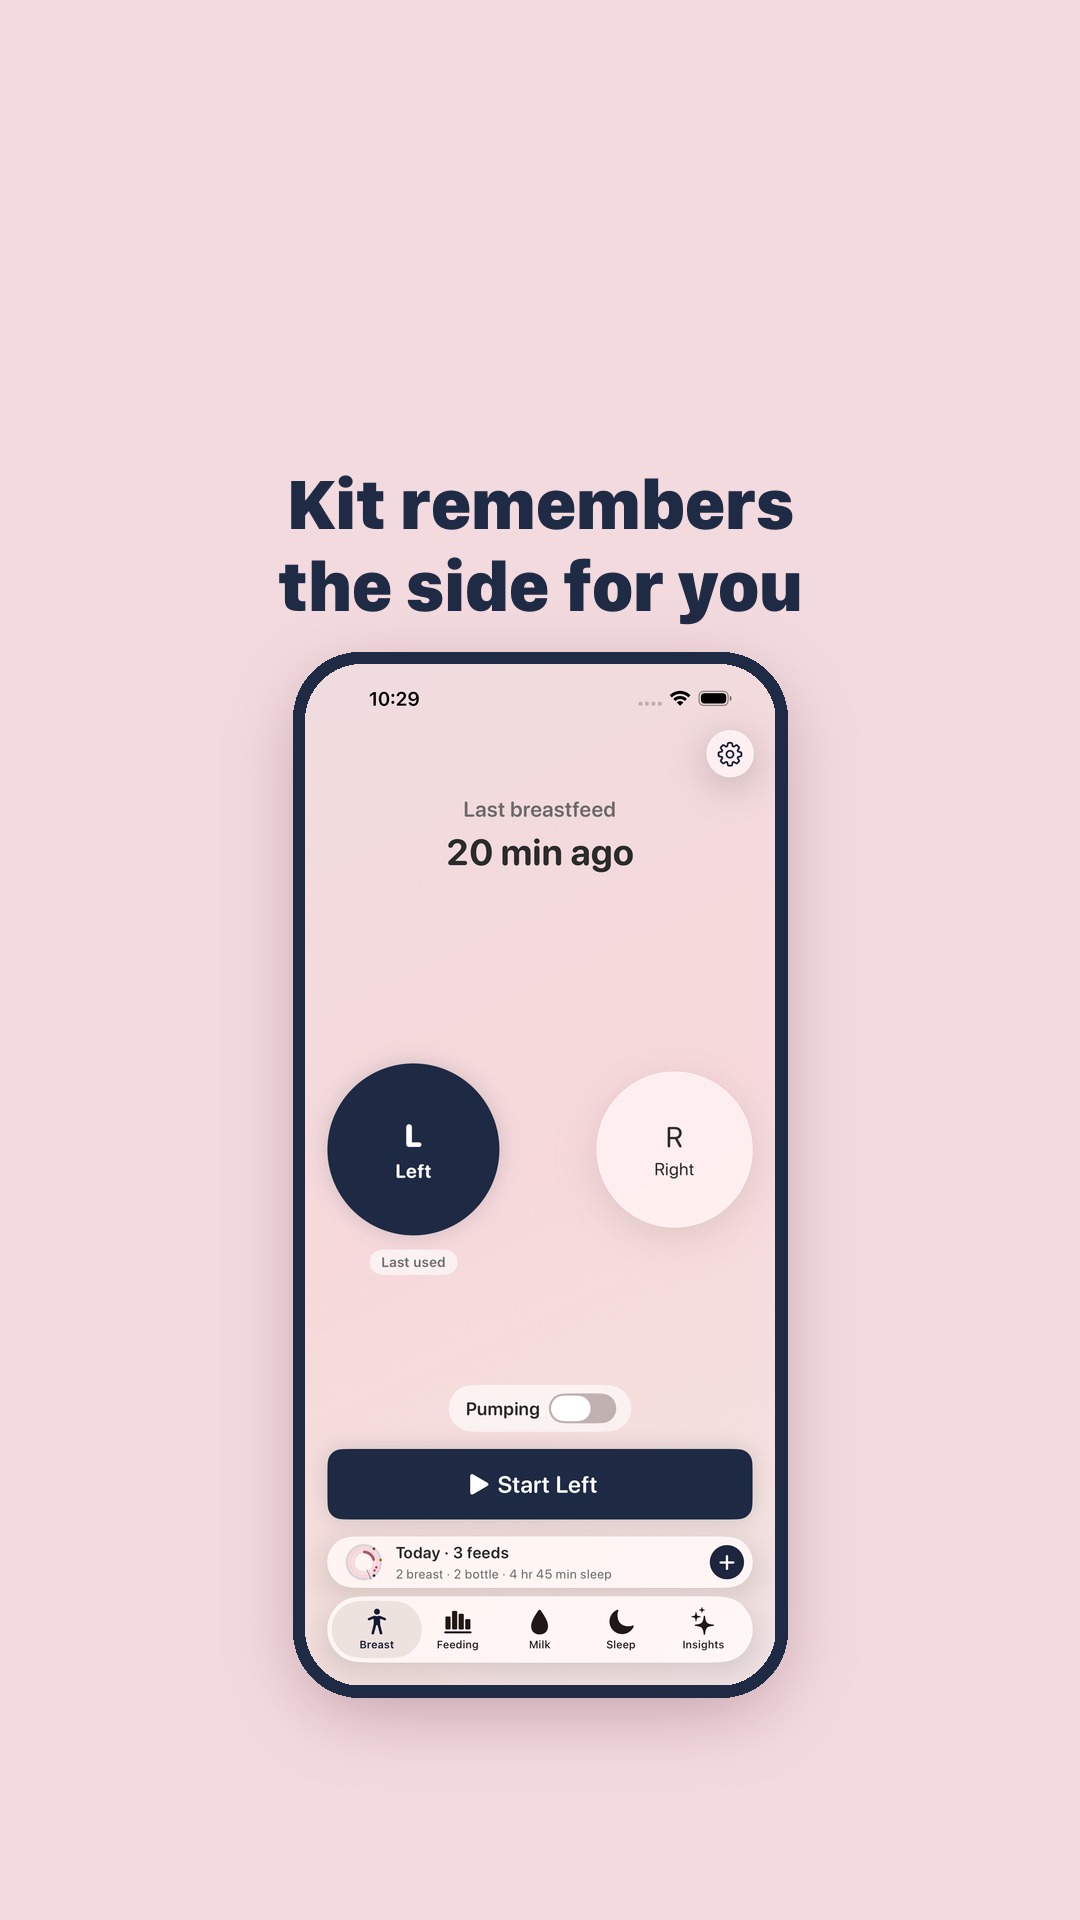 Kit remembers
the side for you
10:29
Last breastfeed
20 min ago
L
Left
R
Right
Last used
Pumping
Start Left
Today · 3 feeds
2 breast · 2 bottle · 4 hr 45 min sleep
Breast
Feeding
Milk
Sleep
Insights